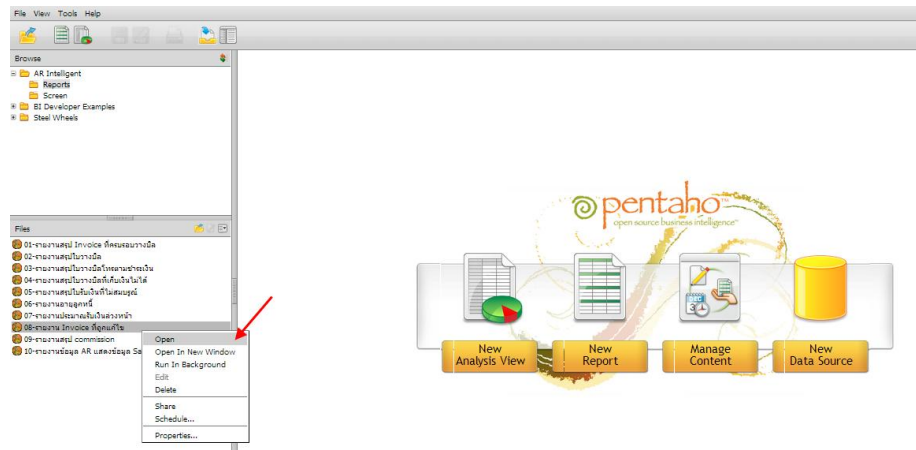 File View Tools Help
Browse
AR Intelligent
Reports
Screen
BI Developer Examples
Steel Wheels
Files
01-รายงานสรุป Invoice ที่ครบรอบวางบิล
02-รายงานสรุปใบวางบิล
03-รายงานสรุปใบวางบิลโทรตามชำระเงิน
04-รายงานสรุปใบวางบิลที่เก็บเงินไม่ได้
05-รายงานสรุปใบรับเงินที่ไม่สมบูรณ์
06-รายงานอายุลูกหนี้
07-รายงานประมาณรับเงินล่วงหน้า
08-รายงาน Invoice ที่ถูกแก้ไข
09-รายงานสรุป commission
10-รายงานข้อมูล AR แสดงข้อมูล Sa
Open
Open In New Window
Run In Background
Edit
Delete
Share
Schedule...
Properties...
pentaho™
open source business intelligence™
DEC
3
New
Analysis View
New
Report
Manage
Content
New
Data Source